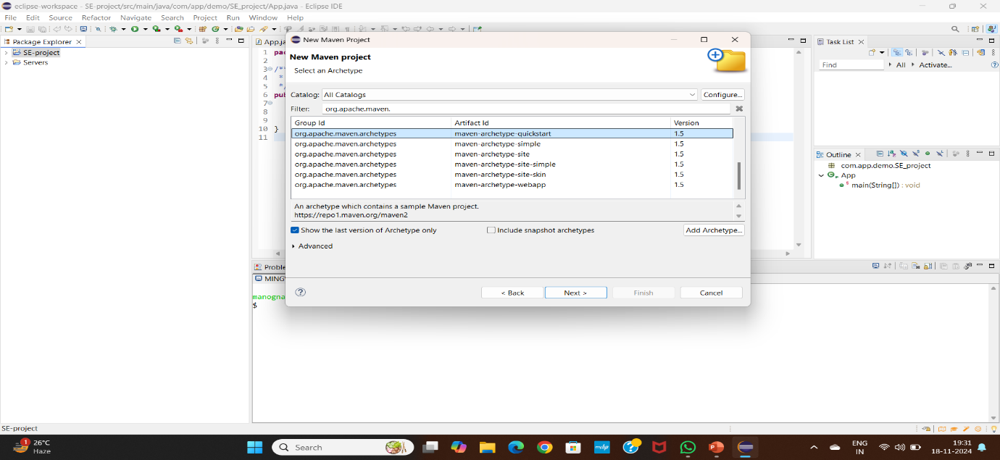 eclipse-workspace - SE-project/src/main/java/com/app/demo/SE_project/App.java - Eclipse IDE
File Edit Source Refactor Navigate Search Project Run Window Help
Package Explorer
SE-project
Servers
App.ja
1 pac
2
3 /**
4 *
5 */
6 pub
7
8
9
10 }
11
New Maven Project
New Maven project
Select an Archetype
Catalog: All Catalogs Configure...
Filter: org.apache.maven.
Group Id Artifact Id Version
org.apache.maven.archetypes maven-archetype-quickstart 1.5
org.apache.maven.archetypes maven-archetype-simple 1.5
org.apache.maven.archetypes maven-archetype-site 1.5
org.apache.maven.archetypes maven-archetype-site-simple 1.5
org.apache.maven.archetypes maven-archetype-site-skin 1.5
org.apache.maven.archetypes maven-archetype-webapp 1.5
An archetype which contains a sample Maven project.
https://repo1.maven.org/maven2
Show the last version of Archetype only Include snapshot archetypes Add Archetype...
Advanced
< Back Next > Finish Cancel
Task List
Find All Activate...
Outline
com.app.demo.SE_project
App
main(String[]) : void
Proble
MING
manogna
$
SE-project
1
26°C
Haze
Search
ENG
IN
19:31
18-11-2024